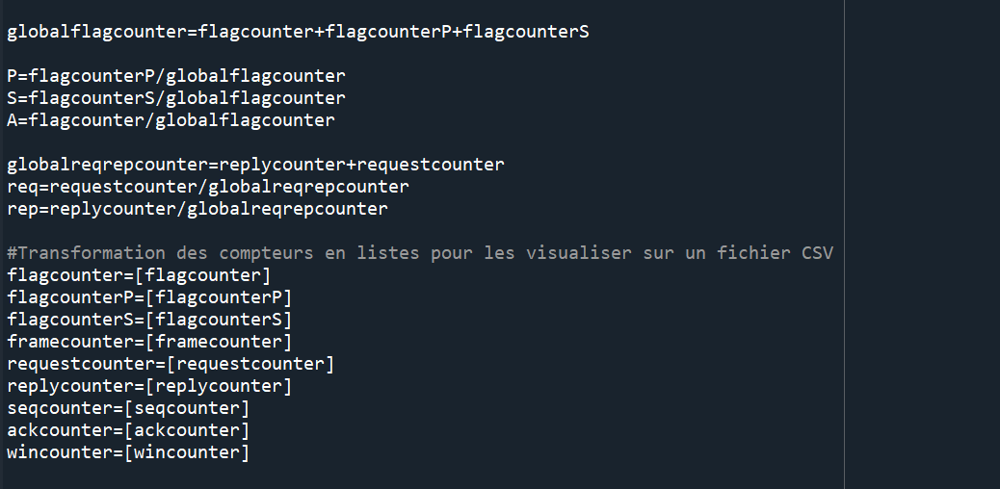 globalflagcounter=flagcounter+flagcounterP+flagcounterS
P=flagcounterP/globalflagcounter
S=flagcounterS/globalflagcounter
A=flagcounter/globalflagcounter
globalreqrepcounter=replycounter+requestcounter
req=requestcounter/globalreqrepcounter
rep=replycounter/globalreqrepcounter
#Transformation des compteurs en listes pour les visualiser sur un fichier CSV
flagcounter=[flagcounter]
flagcounterP=[flagcounterP]
flagcounterS=[flagcounterS]
framecounter=[framecounter]
requestcounter=[requestcounter]
replycounter=[replycounter]
seqcounter=[seqcounter]
ackcounter=[ackcounter]
wincounter=[wincounter]